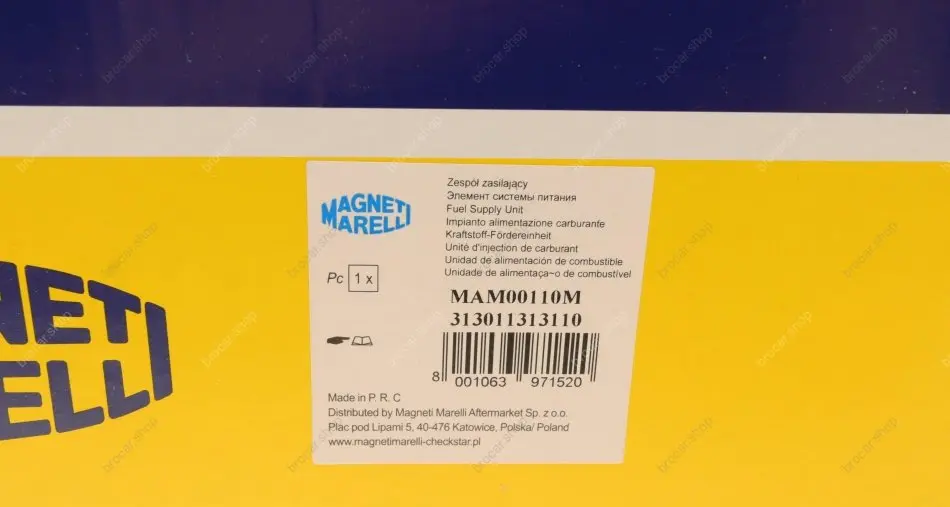 MAGNETI
MARELLI
Zespół zasilający
Элемент системы питания
Fuel Supply Unit
Impianto alimentazione carburante
Kraftstoff-Fördereinheit
Unité d'injection de carburant
Unidad de alimentación de combustible
Unidade de alimentaça~o de combustível
Pc 1 x
MAM00110M
313011313110
8 001063 971520
Made in P. R. C
Distributed by Magneti Marelli Aftermarket Sp. z o.o.
Plac pod Lipami 5, 40-476 Katowice, Polska/ Poland
www.magnetimarelli-checkstar.pl
NETI
ELLI
brocar.shop